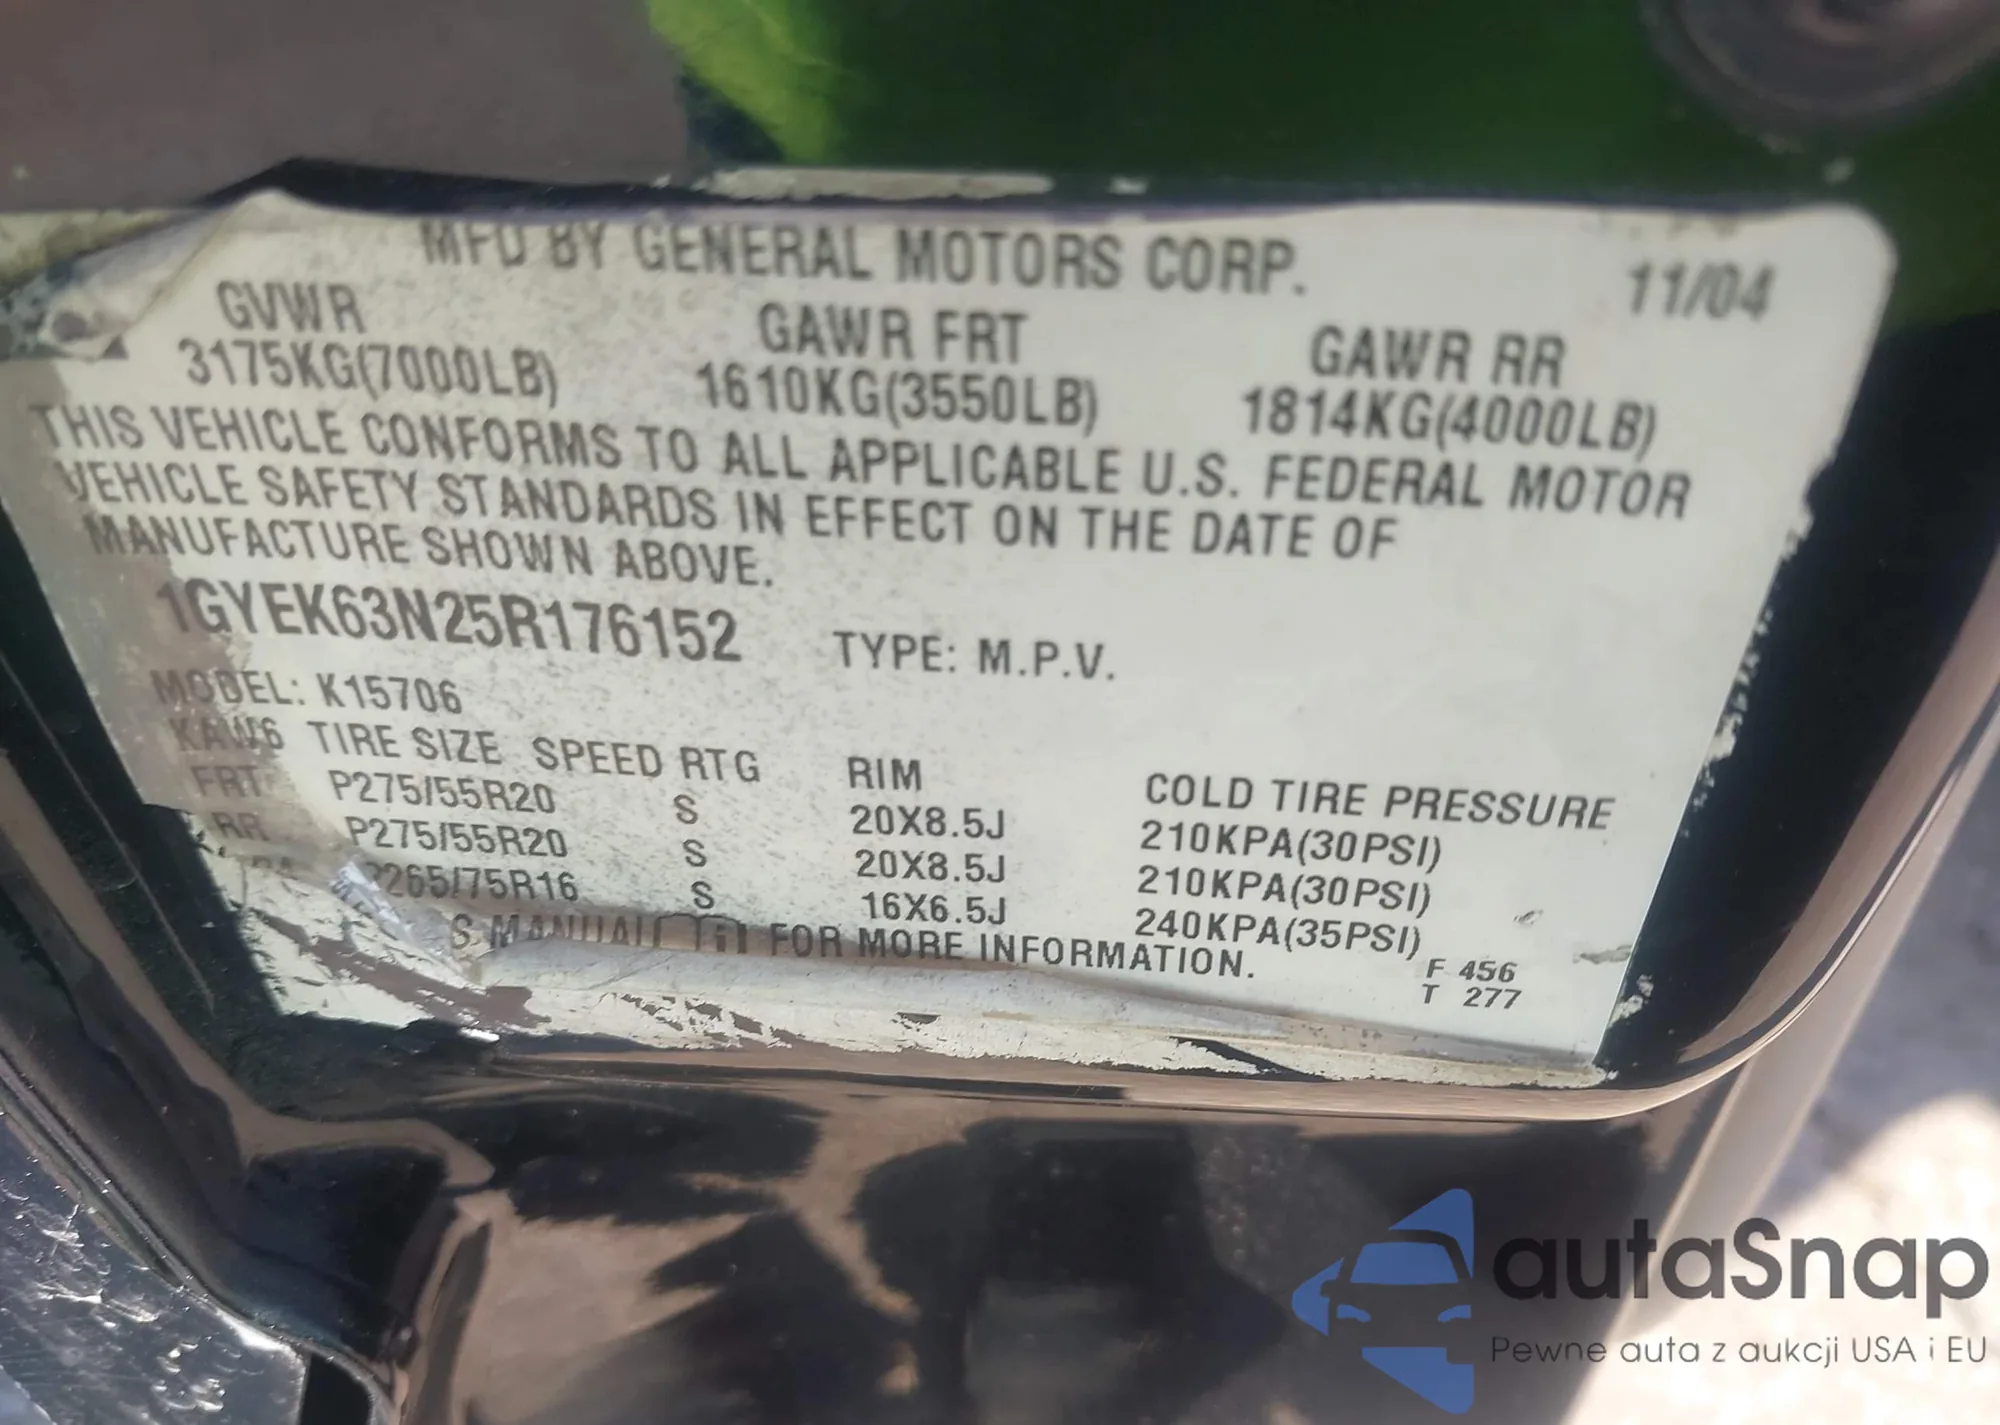 MFD BY GENERAL MOTORS CORP.
11/04
GVWR GAWR FRT GAWR RR
3175KG(7000LB) 1610KG(3550LB) 1814KG(4000LB)
THIS VEHICLE CONFORMS TO ALL APPLICABLE U.S. FEDERAL MOTOR
VEHICLE SAFETY STANDARDS IN EFFECT ON THE DATE OF
MANUFACTURE SHOWN ABOVE.
1GYEK63N25R176152 TYPE: M.P.V.
MODEL: K15706
KAW6 TIRE SIZE SPEED RTG RIM COLD TIRE PRESSURE
FRT P275/55R20 S 20X8.5J 210KPA(30PSI)
RR P275/55R20 S 20X8.5J 210KPA(30PSI)
P265/75R16 S 16X6.5J 240KPA(35PSI)
MANUAL FOR MORE INFORMATION.
F 456
T 277
autaSnap
Pewne auta z aukcji USA i EU